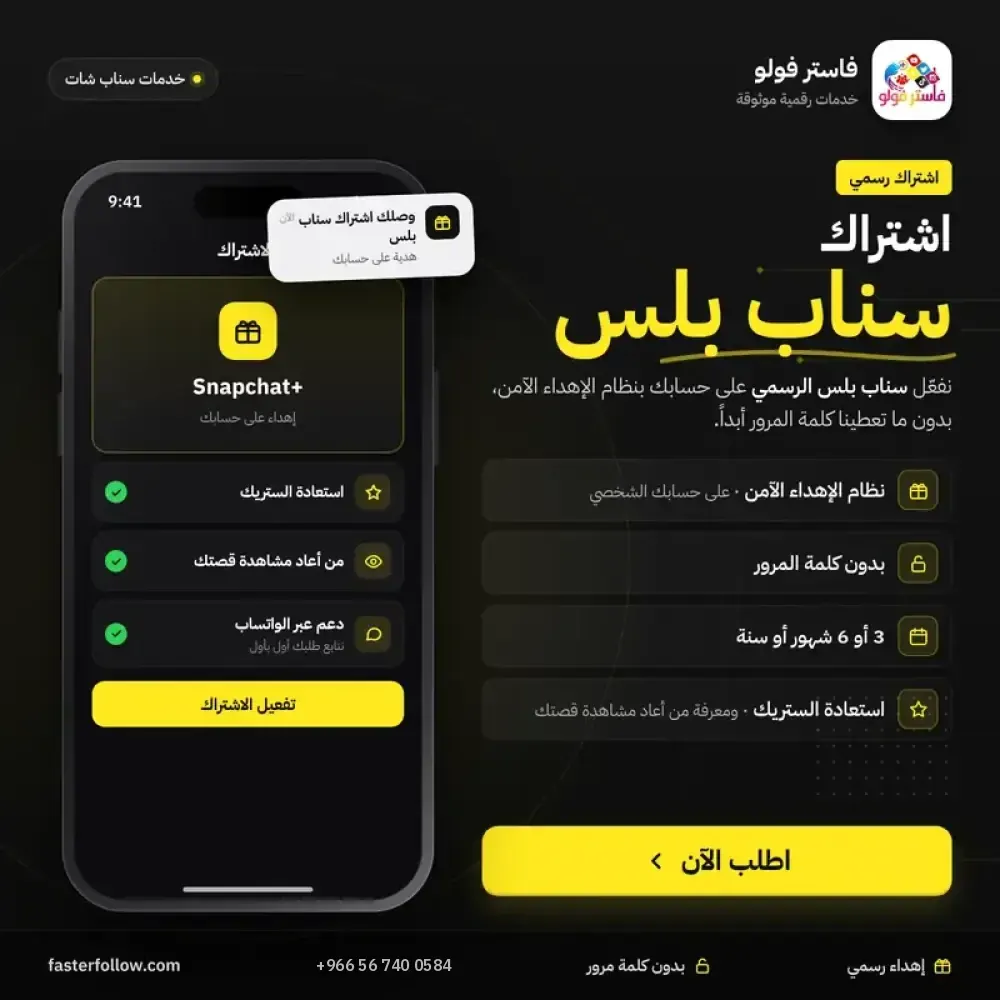 فاستر فولو
خدمات رقمية موثوقة
فاستر فولو
خدمات سناب شات
اشتراك رسمي
اشتراك
سناب بلس
نفعّل سناب بلس الرسمي على حسابك بنظام الإهداء الآمن،
بدون ما تعطينا كلمة المرور أبداً.
نظام الإهداء الآمن · على حسابك الشخصي
بدون كلمة المرور
3 أو 6 شهور أو سنة
استعادة الستريك · ومعرفة من أعاد مشاهدة قصتك
اطلب الآن
9:41
وصلك اشتراك سناب بلس
الآن
هدية على حسابك
Snapchat+
إهداء على حسابك
استعادة الستريك
من أعاد مشاهدة قصتك
دعم عبر الواتساب
نتابع طلبك أول بأول
تفعيل الاشتراك
إهداء رسمي
بدون كلمة مرور
+966 56 740 0584
fasterfollow.com